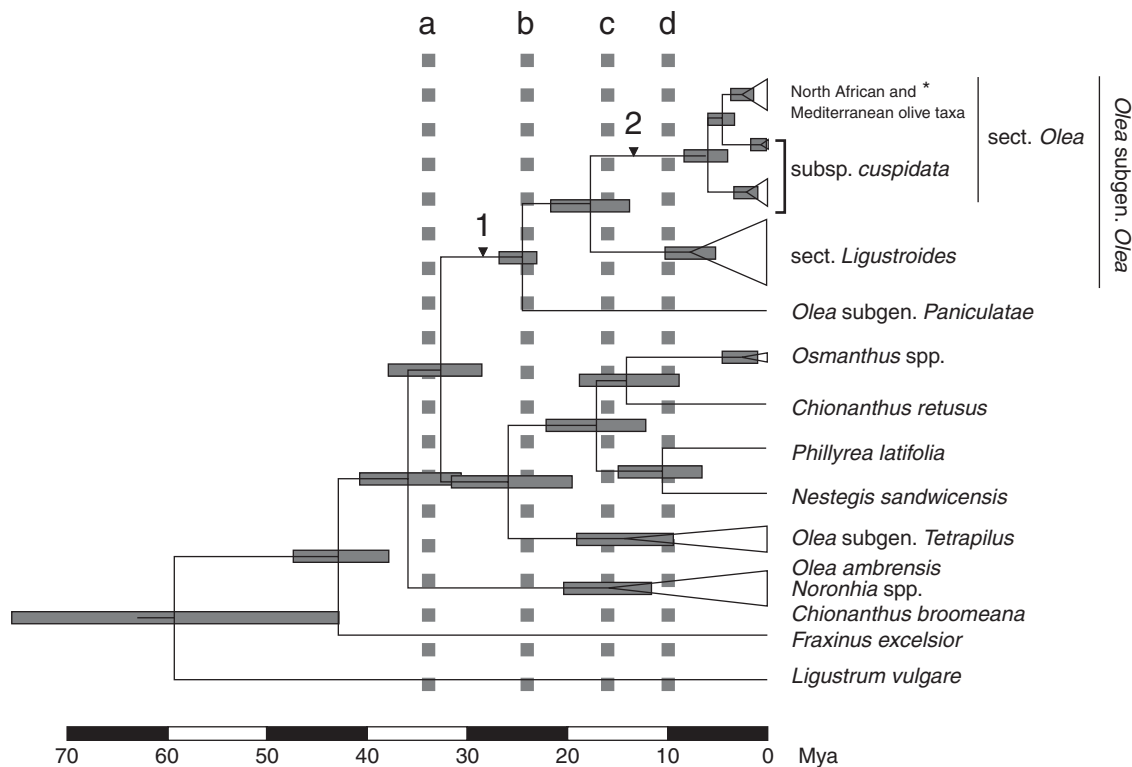 a b c d
North African and *
Mediterranean olive taxa
2
subsp. cuspidata
sect. Olea
Olea subgen. Olea
1
sect. Ligustroides
Olea subgen. Paniculatae
Osmanthus spp.
Chionanthus retusus
Phillyrea latifolia
Nestegis sandwicensis
Olea subgen. Tetrapilus
Olea ambrensis
Noronhia spp.
Chionanthus broomeana
Fraxinus excelsior
Ligustrum vulgare
70 60 50 40 30 20 10 0 Mya